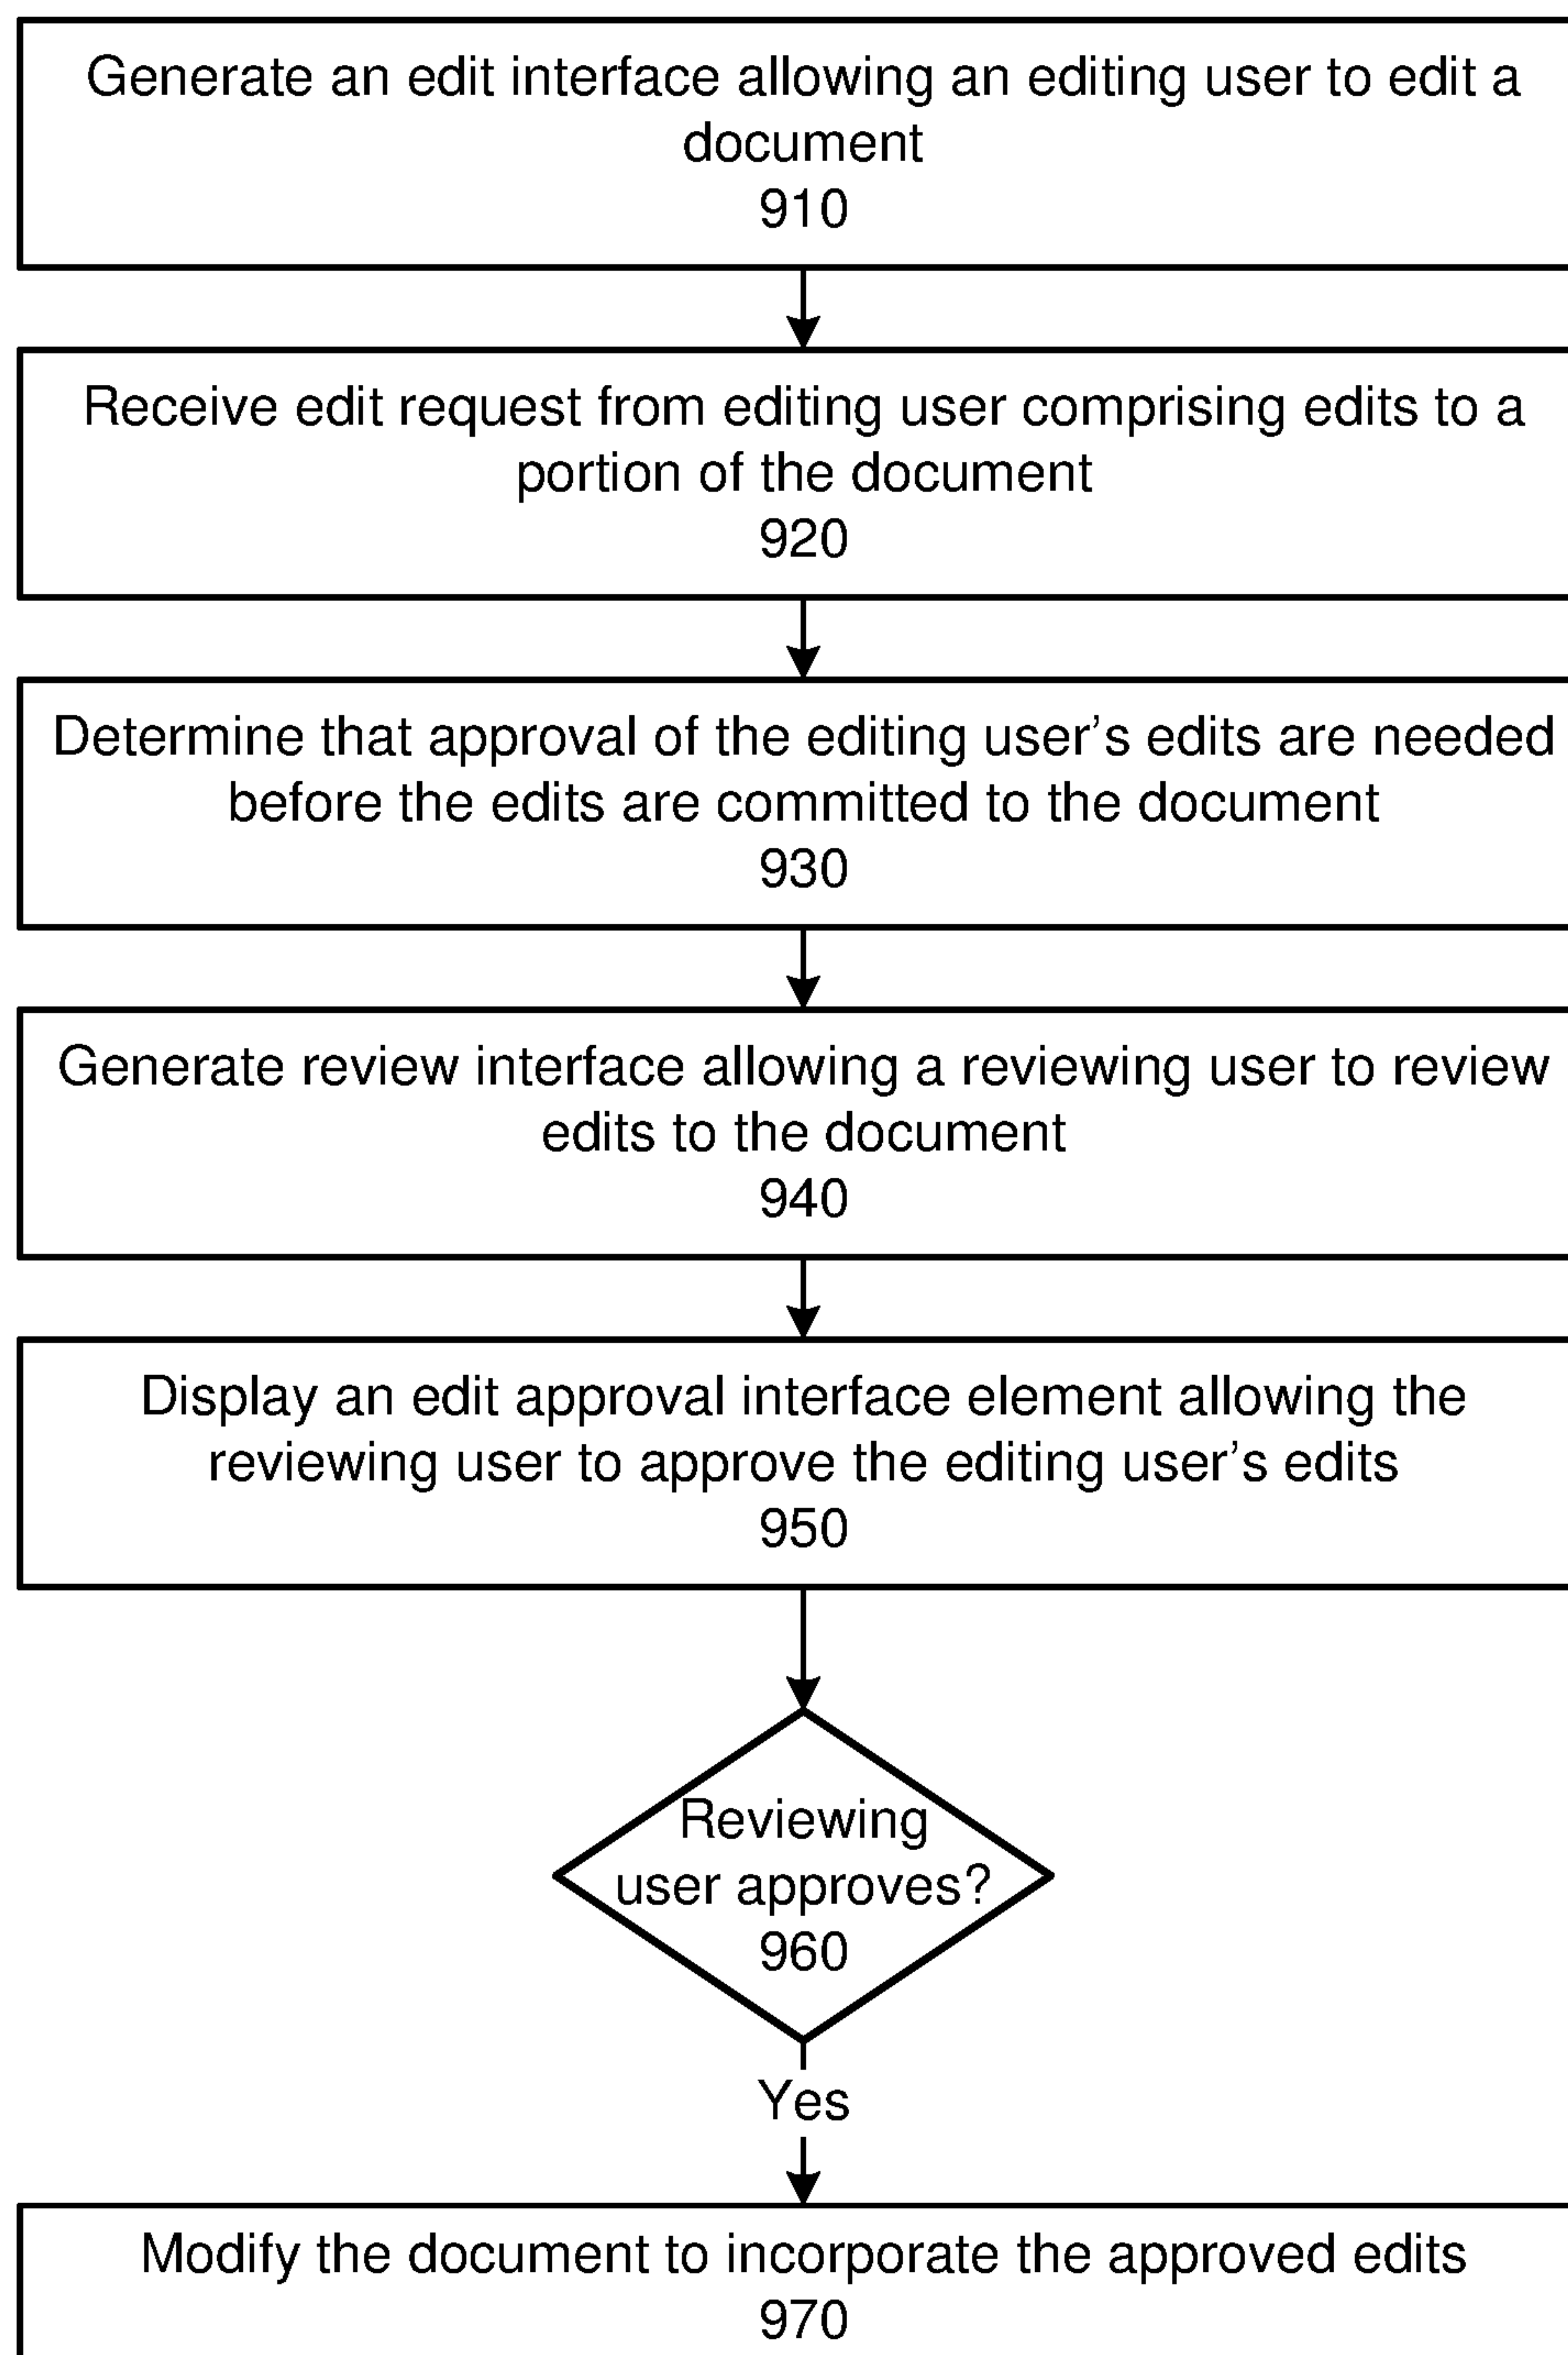 Generate an edit interface allowing an editing user to edit a
document
910
Receive edit request from editing user comprising edits to a
portion of the document
920
Determine that approval of the editing user’s edits are needed
before the edits are committed to the document
930
Generate review interface allowing a reviewing user to review
edits to the document
940
Display an edit approval interface element allowing the
reviewing user to approve the editing user’s edits
950
Reviewing
user approves?
960
Yes
Modify the document to incorporate the approved edits
970